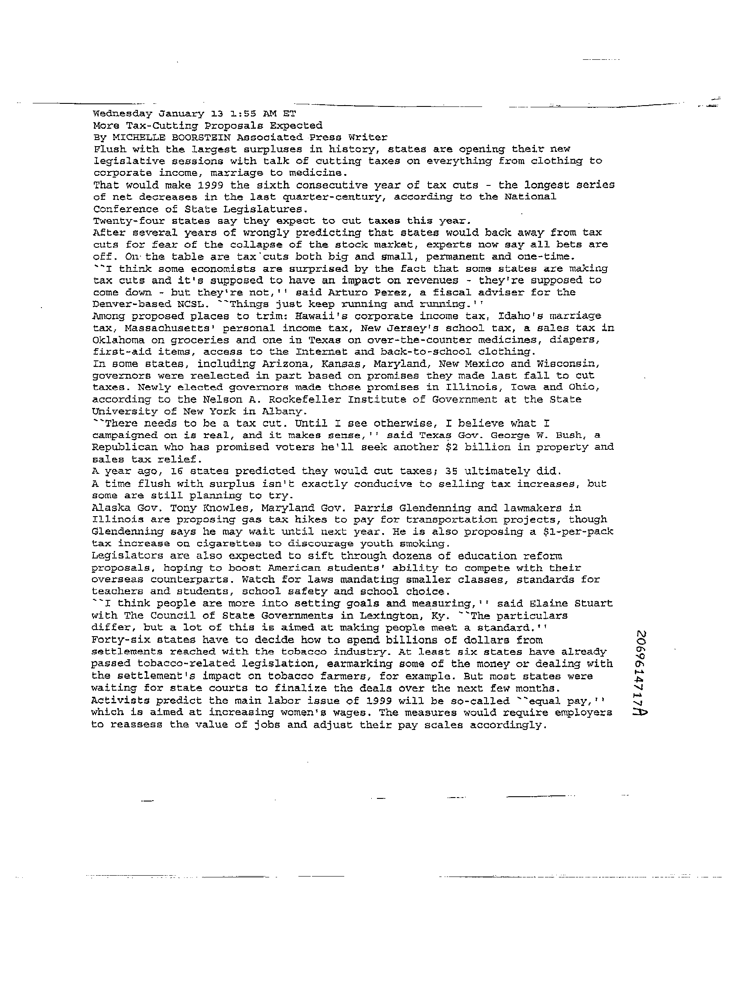 Wednesday January 13 1:55 AM ET
More Tax-Cutting Proposals Expected
By MICHELLE BOORSTEIN Associated Press Writer
Flush with the largest surpluses in history, states are opening their new
legislative sessions with talk of cutting taxes on everything from clothing to
corporate income, marriage to medicine.
That would make 1999 the sixth consecutive year of tax cuts - the longest series
of net decreases in the last quarter-century, according to the National
Conference of State Legislatures.
Twenty-four states say they expect to cut taxes this year.
After several years of wrongly predicting that states would back away from tax
cuts for fear of the collapse of the stock market, experts now say all bets are
off. On the table are tax cuts both big and small, permanent and one-time.
``I think some economists are surprised by the fact that some states are making
tax cuts and it's supposed to have an impact on revenues - they're supposed to
come down - but they're not,'' said Arturo Perez, a fiscal adviser for the
Denver-based NCSL. ``Things just keep running and running.''
Among proposed places to trim: Hawaii's corporate income tax, Idaho's marriage
tax, Massachusetts' personal income tax, New Jersey's school tax, a sales tax in
Oklahoma on groceries and one in Texas on over-the-counter medicines, diapers,
first-aid items, access to the Internet and back-to-school clothing.
In some states, including Arizona, Kansas, Maryland, New Mexico and Wisconsin,
governors were reelected in part based on promises they made last fall to cut
taxes. Newly elected governors made those promises in Illinois, Iowa and Ohio,
according to the Nelson A. Rockefeller Institute of Government at the State
University of New York in Albany.
``There needs to be a tax cut. Until I see otherwise, I believe what I
campaigned on is real, and it makes sense,'' said Texas Gov. George W. Bush, a
Republican who has promised voters he'll seek another $2 billion in property and
sales tax relief.
A year ago, 16 states predicted they would cut taxes; 35 ultimately did.
A time flush with surplus isn't exactly conducive to selling tax increases, but
some are still planning to try.
Alaska Gov. Tony Knowles, Maryland Gov. Parris Glendenning and lawmakers in
Illinois are proposing gas tax hikes to pay for transportation projects, though
Glendenning says he may wait until next year. He is also proposing a $1-per-pack
tax increase on cigarettes to discourage youth smoking.
Legislators are also expected to sift through dozens of education reform
proposals, hoping to boost American students' ability to compete with their
overseas counterparts. Watch for laws mandating smaller classes, standards for
teachers and students, school safety and school choice.
``I think people are more into setting goals and measuring,'' said Elaine Stuart
with The Council of State Governments in Lexington, Ky. ``The particulars
differ, but a lot of this is aimed at making people meet a standard.''
Forty-six states have to decide how to spend billions of dollars from
settlements reached with the tobacco industry. At least six states have already
passed tobacco-related legislation, earmarking some of the money or dealing with
the settlement's impact on tobacco farmers, for example. But most states were
waiting for state courts to finalize the deals over the next few months.
Activists predict the main labor issue of 1999 will be so-called ``equal pay,''
which is aimed at increasing women's wages. The measures would require employers
to reassess the value of jobs and adjust their pay scales accordingly.
2069614717A